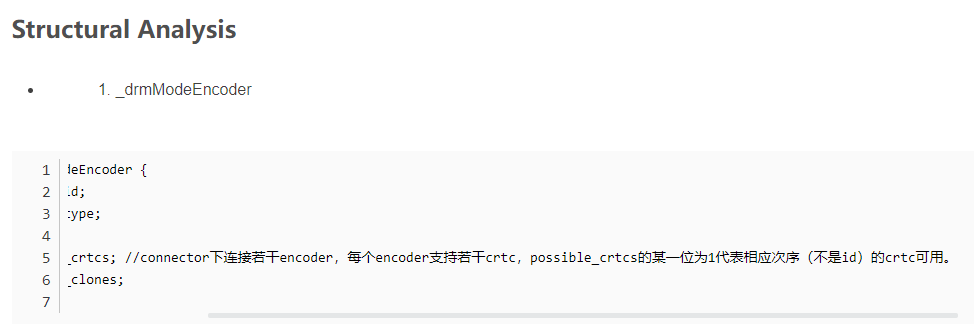 Structural Analysis
1. _drmModeEncoder
1 deEncoder {
2 id;
3 type;
4
5 _crtcs; //connector下连接若干encoder，每个encoder支持若干crtc，possible_crtcs的某一位为1代表相应次序（不是id）的crtc可用。
6 _clones;
7